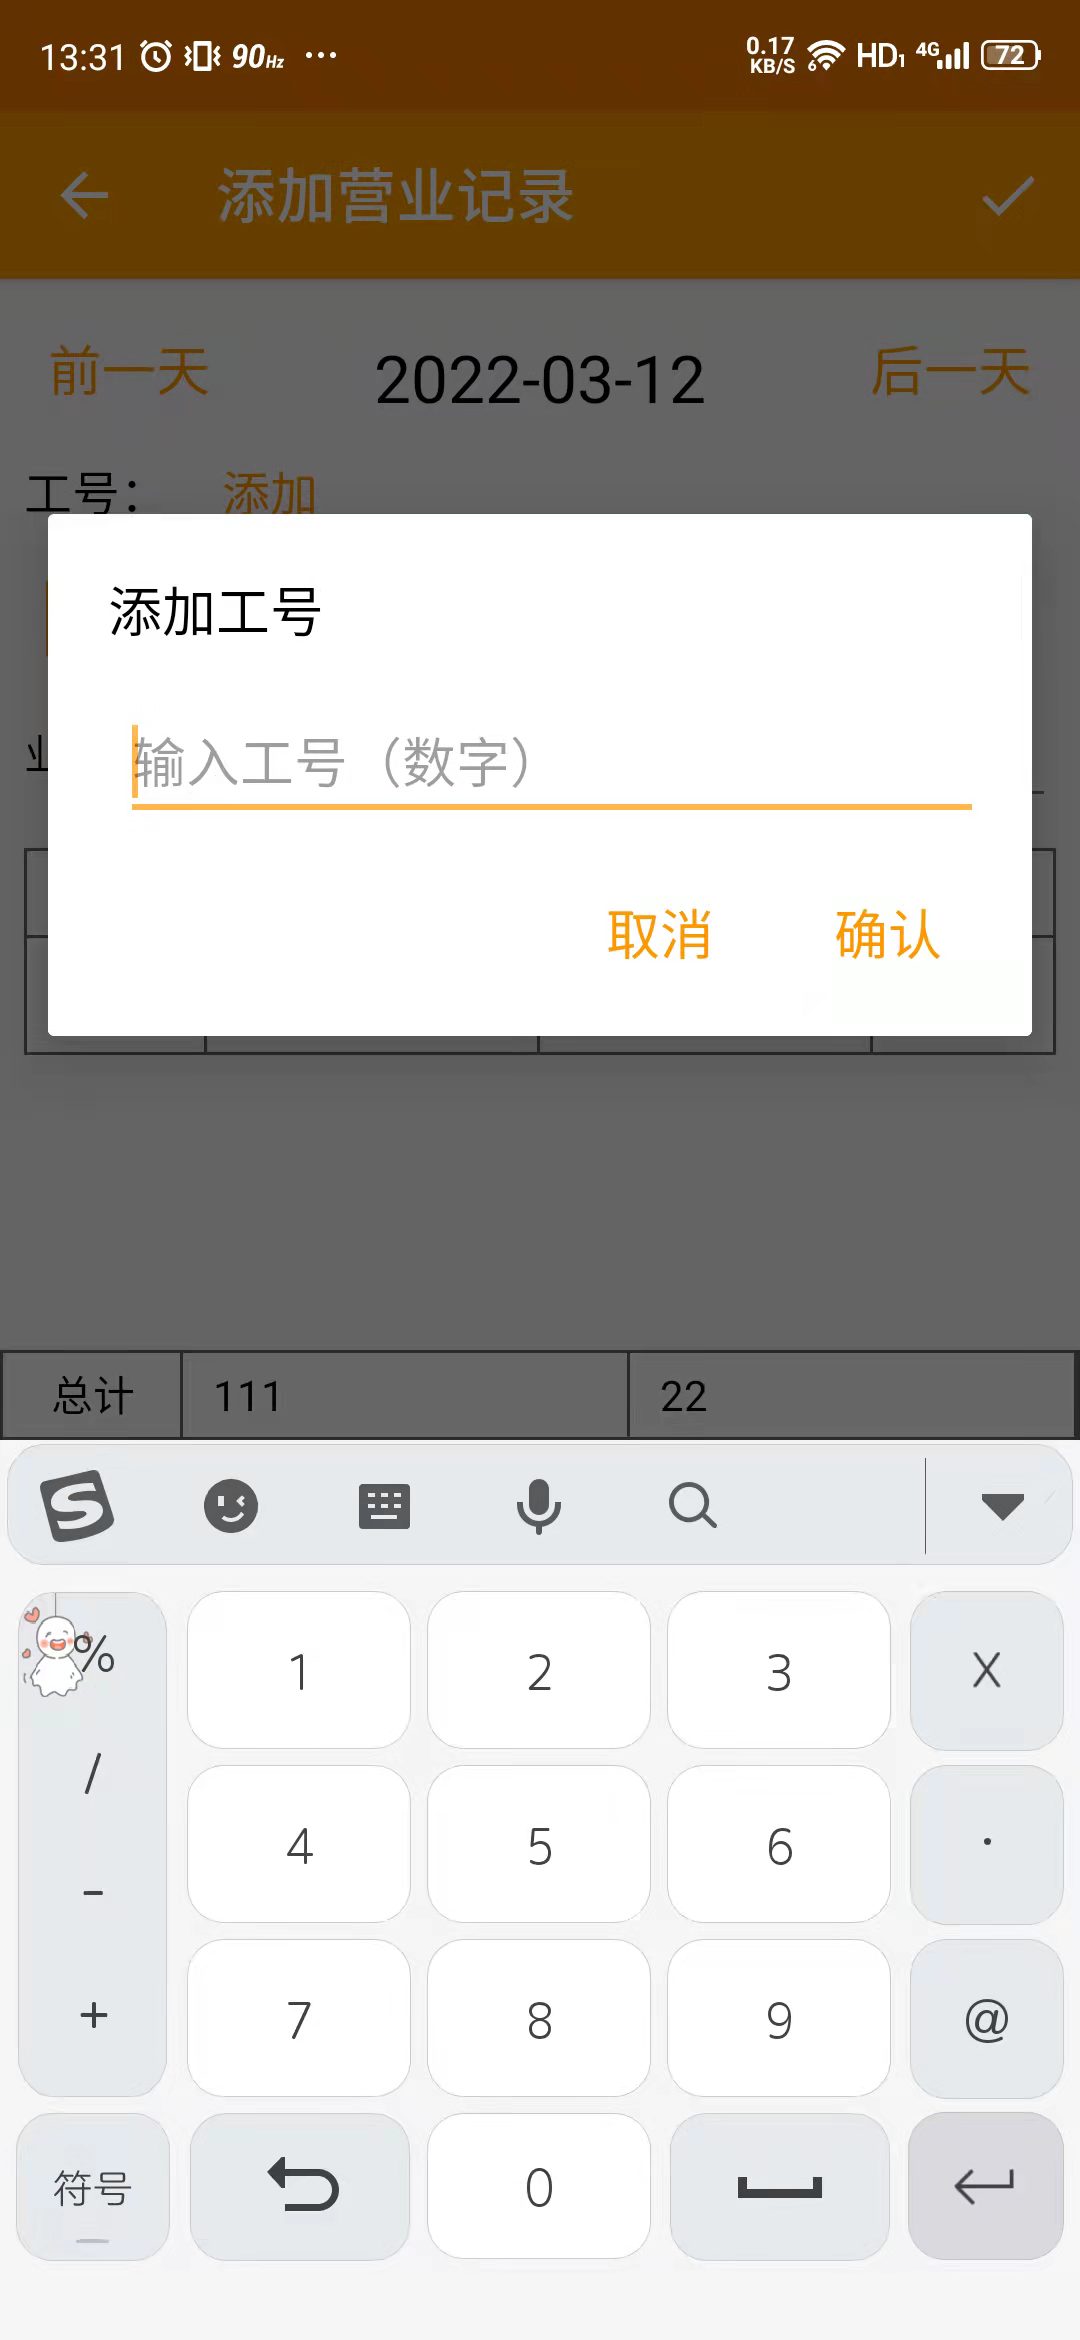 13:31 90Hz ··· 0.17 KB/S 6 HD1 4G 72
添加营业记录
前一天 2022-03-12 后一天
工号： 添加
添加工号
业
输入工号（数字）
取消 确认
总计 111 22
S
% 1 2 3 X
/ 4 5 6 .
- 7 8 9 @
+
符号 0